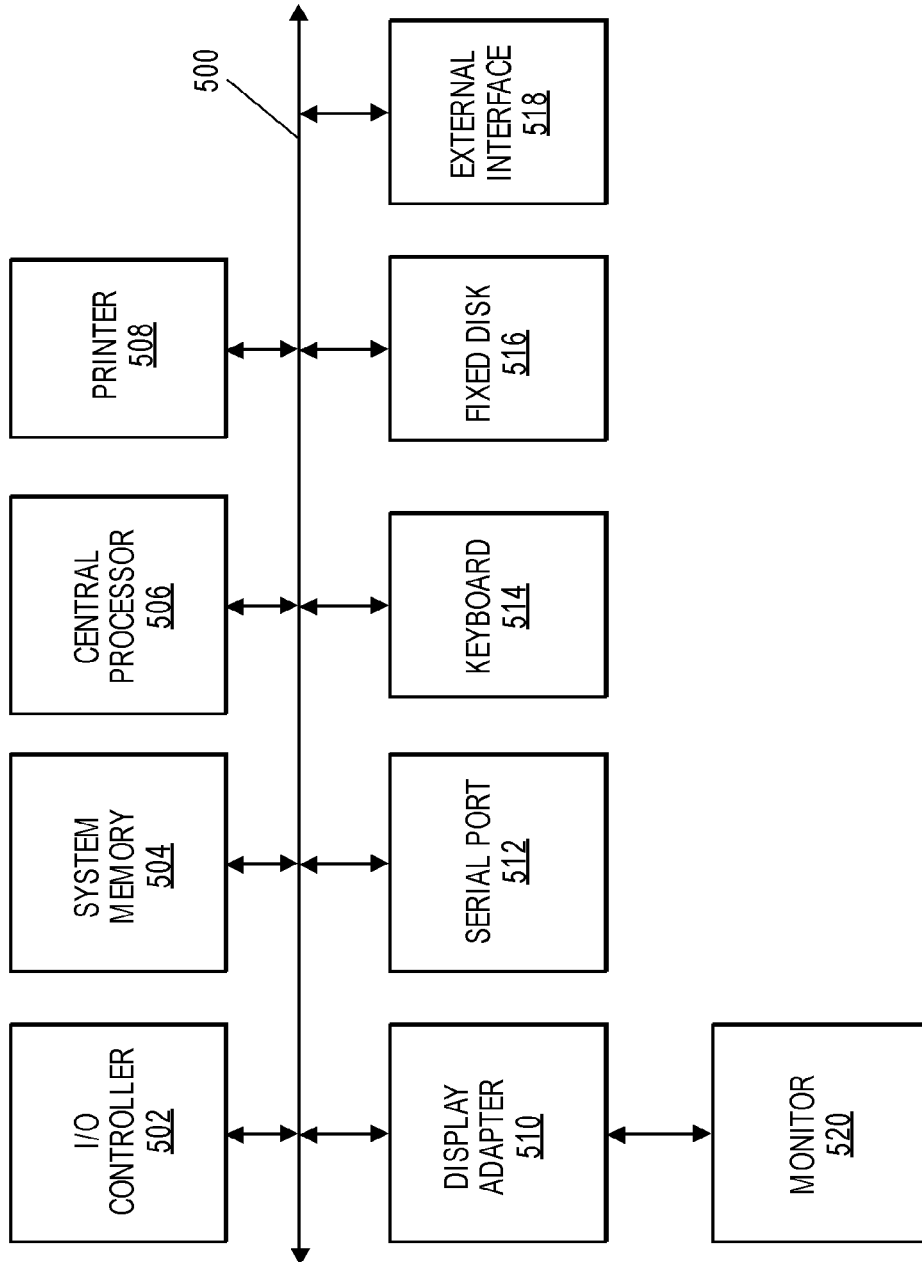 I/O
CONTROLLER
502
SYSTEM
MEMORY
504
CENTRAL
PROCESSOR
506
PRINTER
508
500
DISPLAY
ADAPTER
510
SERIAL PORT
512
KEYBOARD
514
FIXED DISK
516
EXTERNAL
INTERFACE
518
MONITOR
520